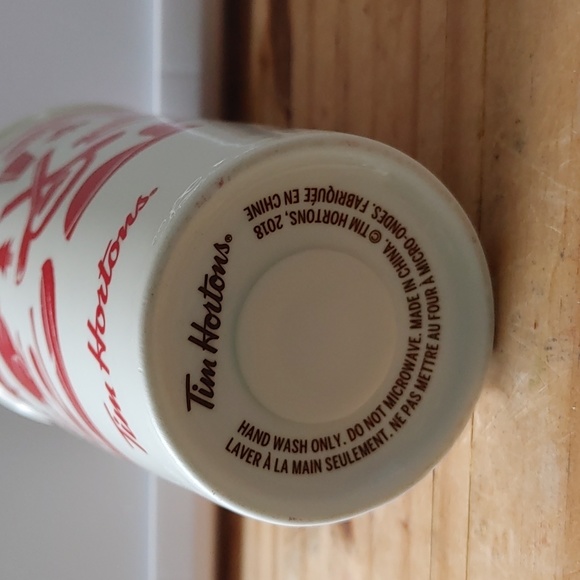 Tim Hortons®
HAND WASH ONLY. DO NOT MICROWAVE. MADE IN CHINA. ©TIM HORTONS, 2018
LAVER À LA MAIN SEULEMENT. NE PAS METTRE AU FOUR À MICRO-ONDES. FABRIQUÉE EN CHINE
Tim Hortons.